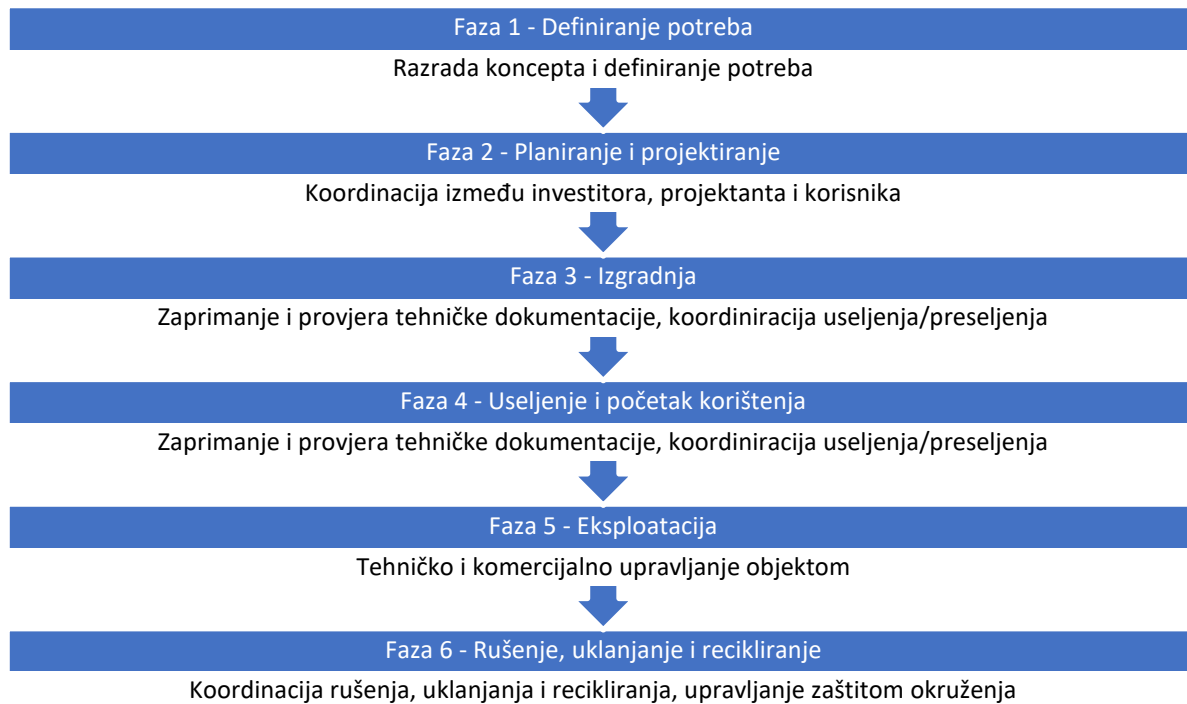 Faza 1 - Definiranje potreba
Razrada koncepta i definiranje potreba
Faza 2 - Planiranje i projektiranje
Koordinacija između investitora, projektanta i korisnika
Faza 3 - Izgradnja
Zaprimanje i provjera tehničke dokumentacije, koordiniracija useljenja/preseljenja
Faza 4 - Useljenje i početak korištenja
Zaprimanje i provjera tehničke dokumentacije, koordiniracija useljenja/preseljenja
Faza 5 - Eksploatacija
Tehničko i komercijalno upravljanje objektom
Faza 6 - Rušenje, uklanjanje i recikliranje
Koordinacija rušenja, uklanjanja i recikliranja, upravljanje zaštitom okruženja